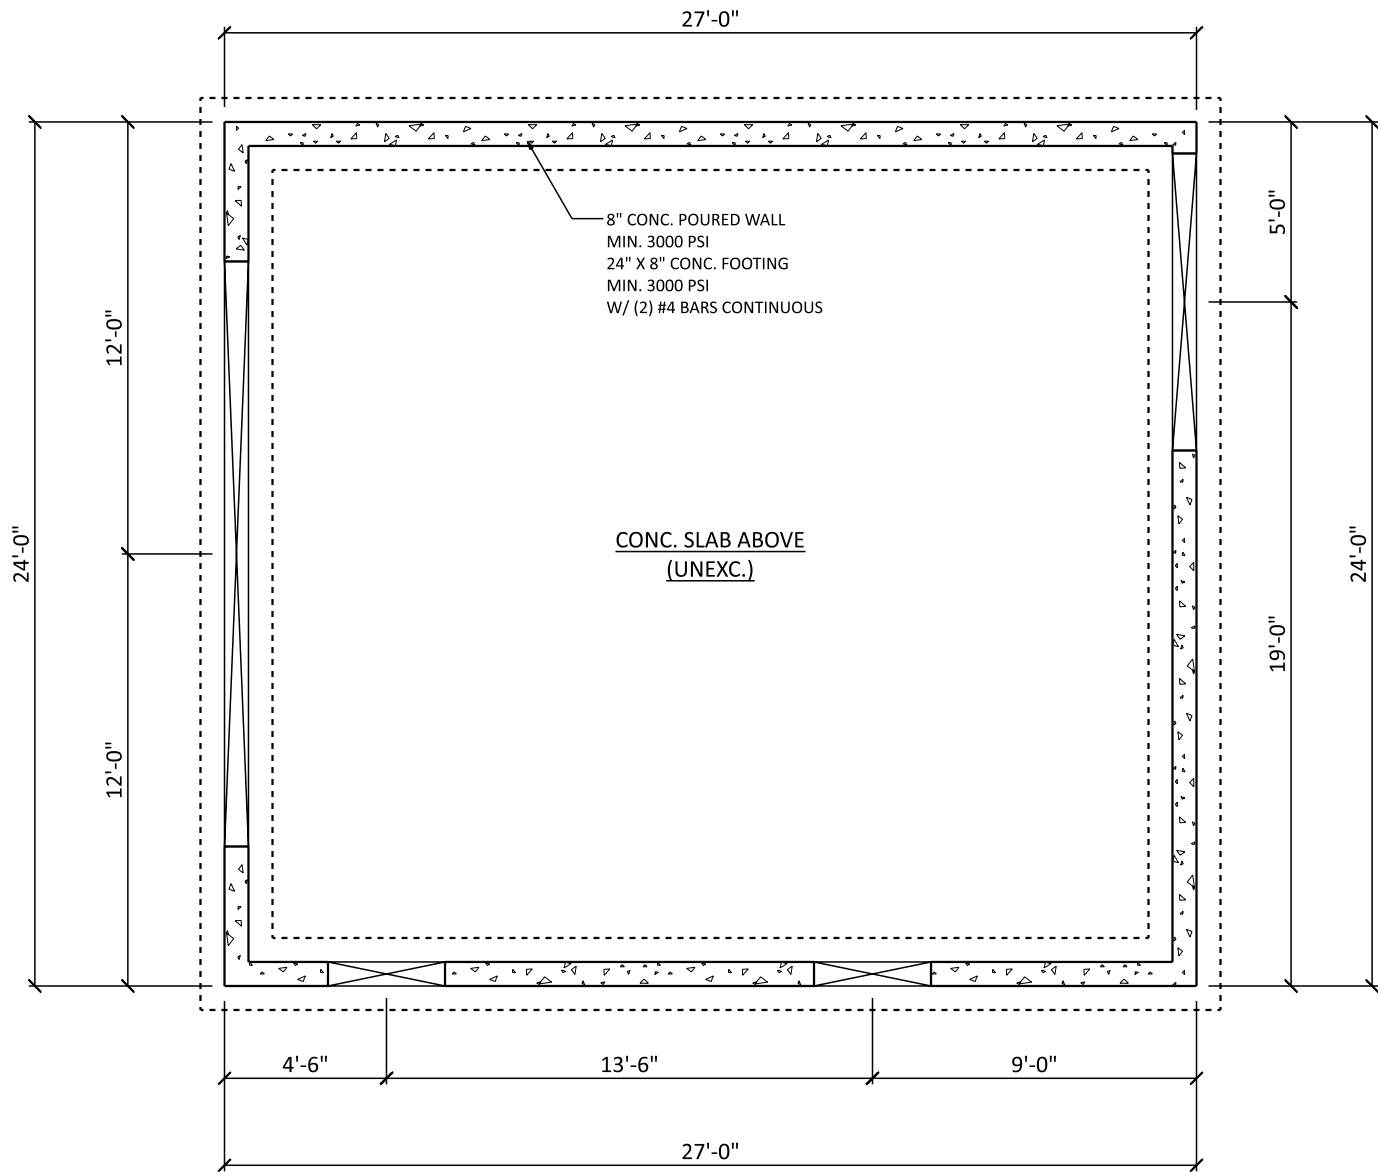 27'-0"
5'-0"
8" CONC. POURED WALL
MIN. 3000 PSI
24" X 8" CONC. FOOTING
MIN. 3000 PSI
W/ (2) #4 BARS CONTINUOUS
12'-0"
24'-0"
CONC. SLAB ABOVE
(UNEXC.)
24'-0"
19'-0"
12'-0"
4'-6"
13'-6"
9'-0"
27'-0"